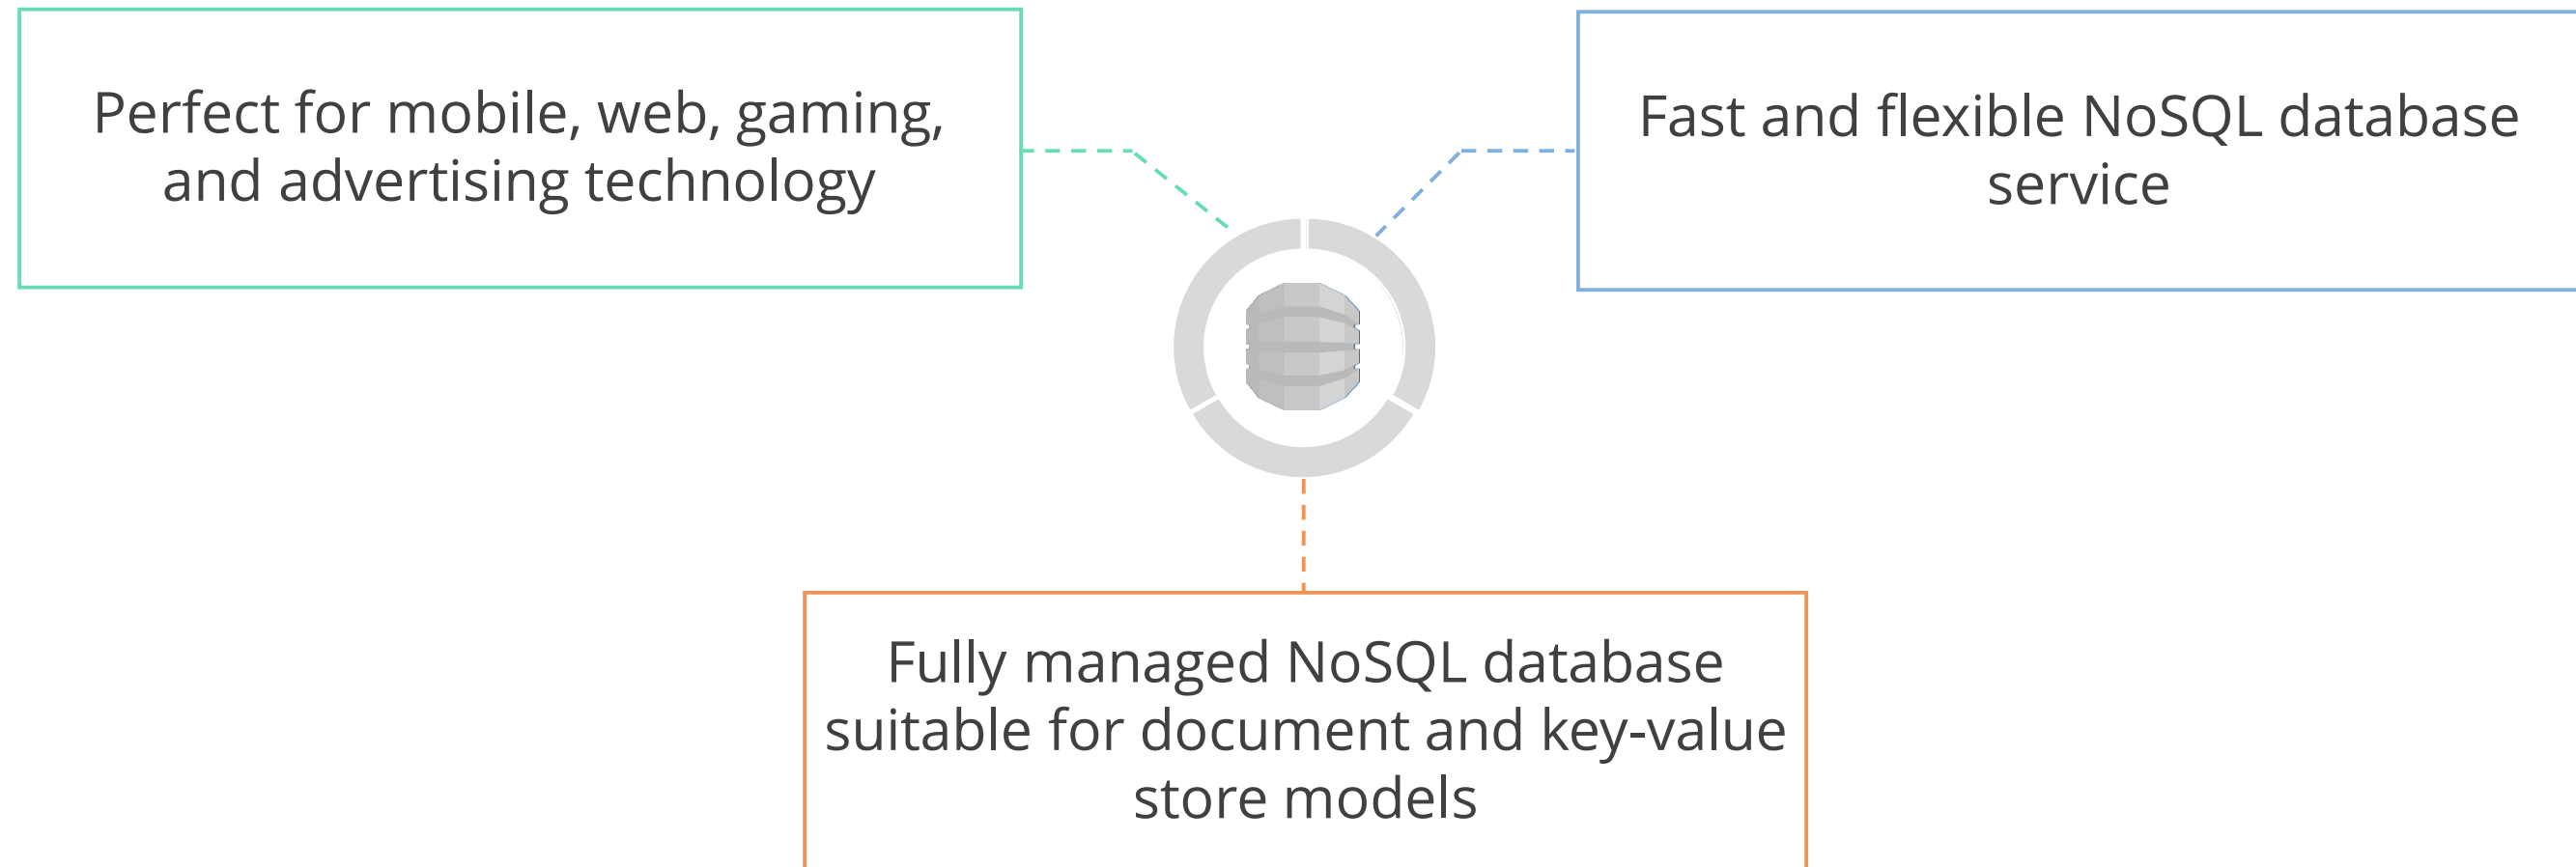 Perfect for mobile, web, gaming,
and advertising technology
Fast and flexible NoSQL database
service
Fully managed NoSQL database
suitable for document and key-value
store models